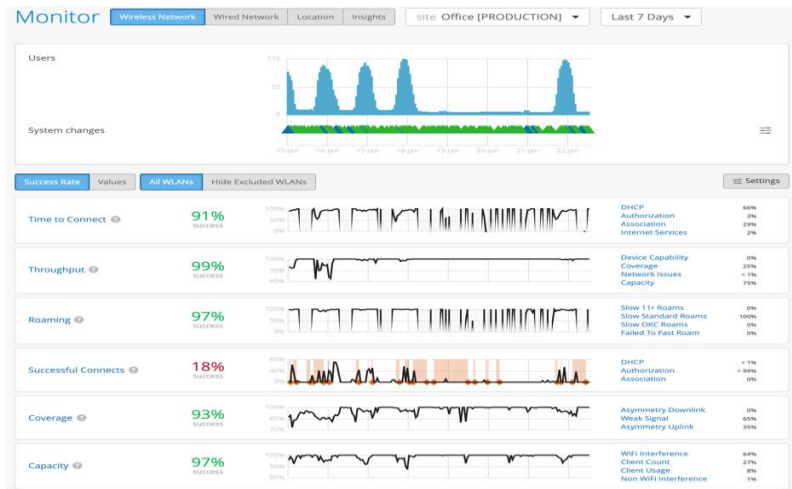 Monitor
Wireless Network Wired Network Location Insights
site Office [PRODUCTION]
Last 7 Days
Users
110
55
0
System changes
15 Jan 16 Jan 17 Jan 18 Jan 19 Jan 20 Jan 21 Jan 22 Jan
Success Rate Values All WLANs Hide Excluded WLANs Settings
Time to Connect
91%
success
100%
50%
0%
DHCP 66%
Authorization 3%
Association 29%
Internet Services 2%
Throughput
99%
success
100%
95%
90%
Device Capability 0%
Coverage 25%
Network Issues < 1%
Capacity 75%
Roaming
97%
success
100%
50%
0%
Slow 11r Roams 0%
Slow Standard Roams 100%
Slow OKC Roams 0%
Failed To Fast Roam 0%
Successful Connects
18%
success
80%
40%
0%
DHCP < 1%
Authorization > 99%
Association 0%
Coverage
93%
success
100%
85%
70%
Asymmetry Downlink 0%
Weak Signal 65%
Asymmetry Uplink 35%
Capacity
97%
success
100%
90%
80%
WiFi Interference 64%
Client Count 27%
Client Usage 8%
Non WiFi Interference 1%